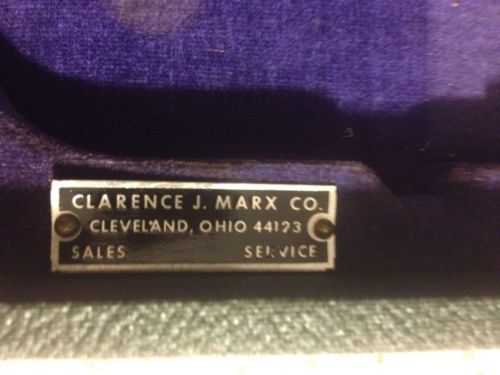 CLARENCE J. MARX CO.
CLEVELAND, OHIO 44123
SALES SERVICE